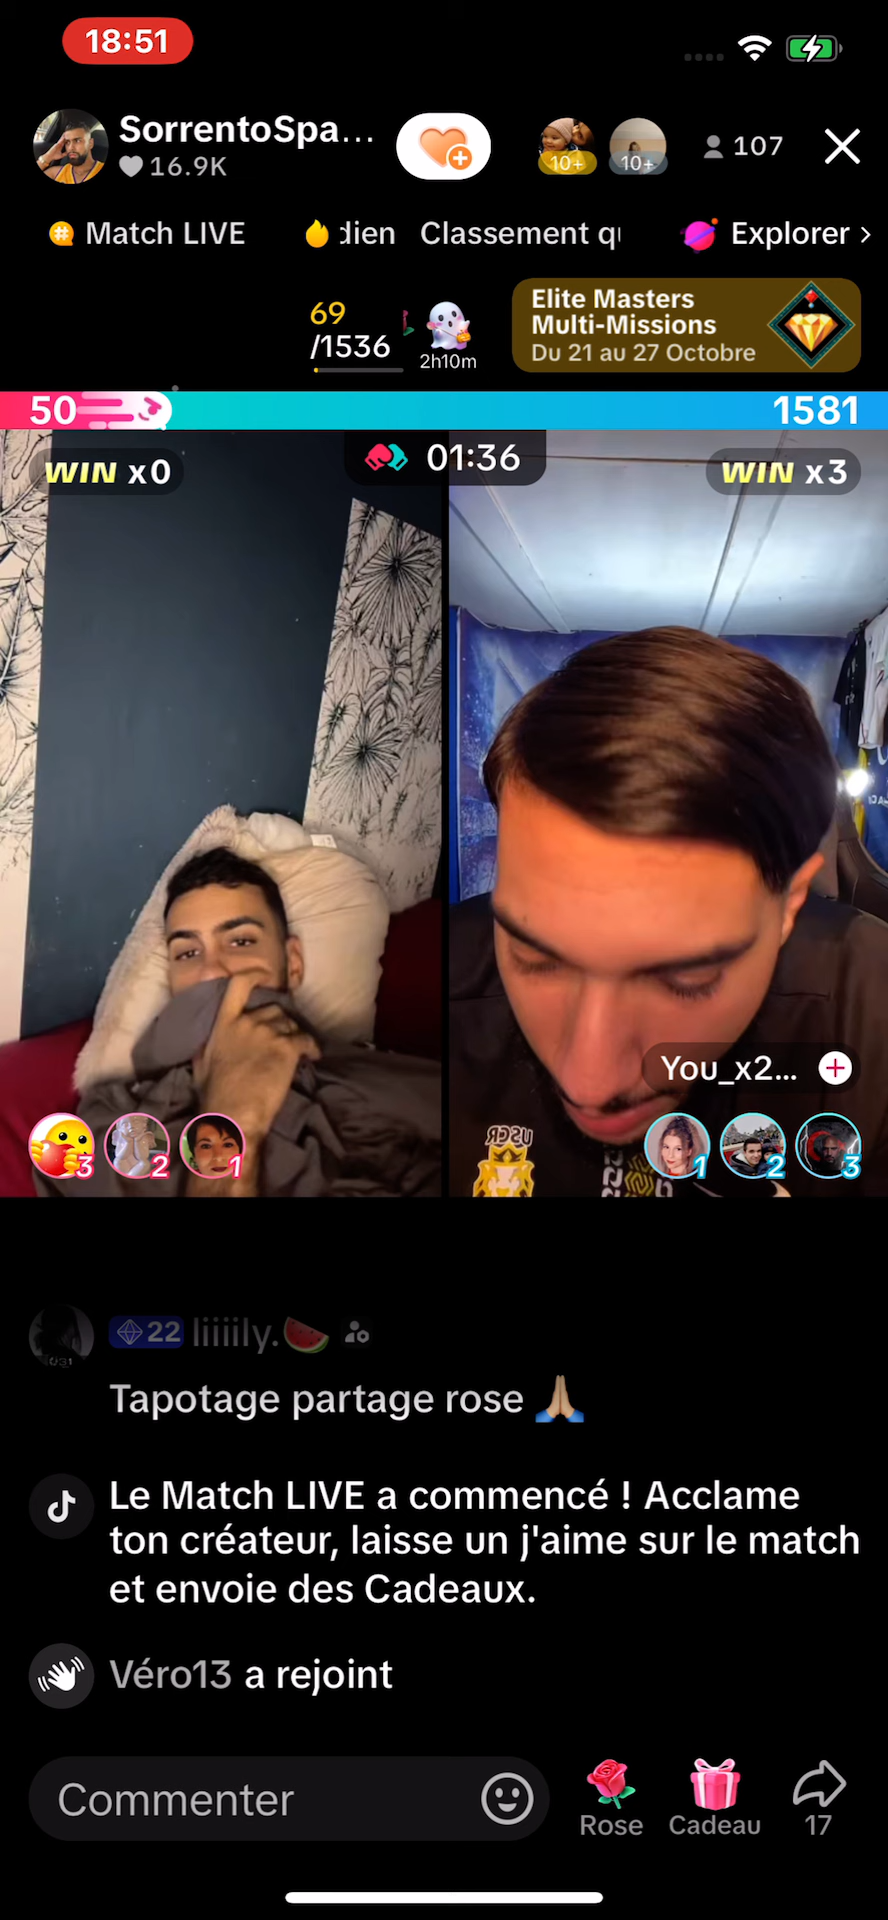 18:51
SorrentoSpa...
16.9K
10+
10+
107
Match LIVE
dien
Classement q
Explorer >
69
/1536
2h10m
Elite Masters
Multi-Missions
Du 21 au 27 Octobre
50
1581
WIN x0
01:36
WIN x3
You_x2...
3
2
1
1
2
3
22 liiiily.🍉
Tapotage partage rose 🙏🏼
Le Match LIVE a commencé ! Acclame
ton créateur, laisse un j'aime sur le match
et envoie des Cadeaux.
Véro13 a rejoint
Commenter
Rose
Cadeau
17